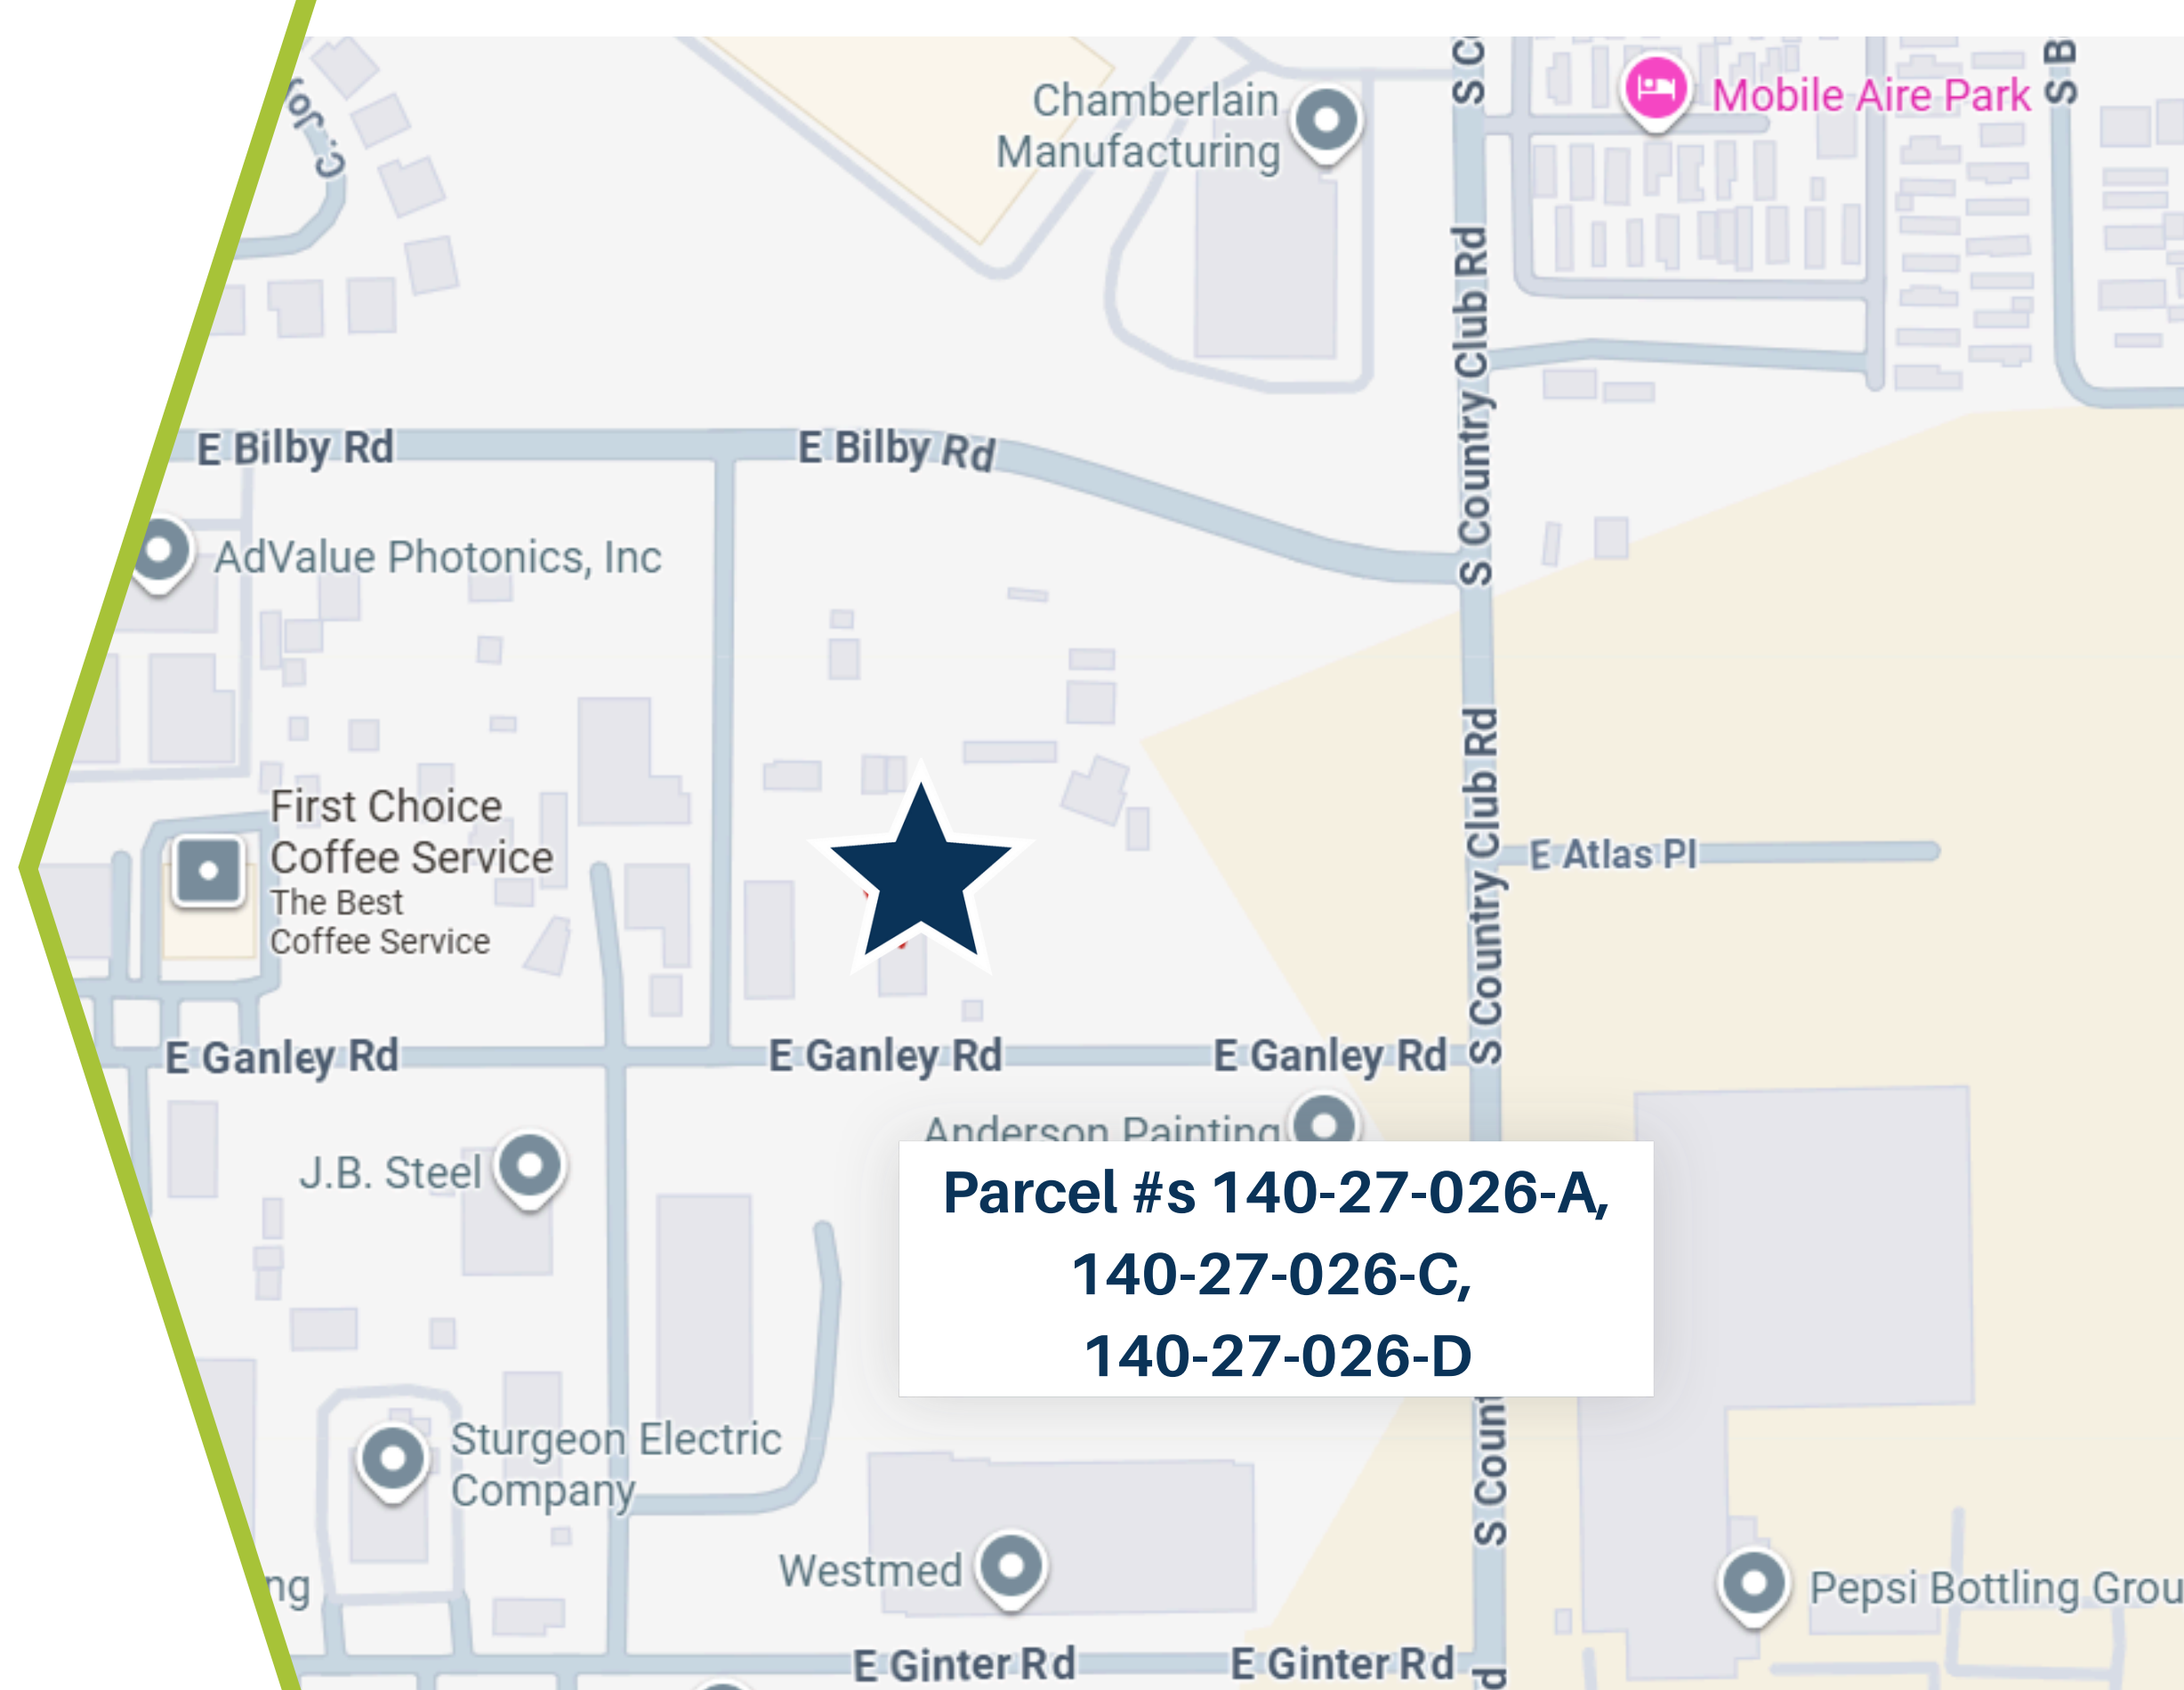 S Co
S B
Mobile Aire Park
Chamberlain
Manufacturing
S Country Club Rd
E Bilby Rd
E Bilby Rd
AdValue Photonics, Inc
S Country Club Rd
First Choice
Coffee Service
The Best
Coffee Service
E Atlas Pl
E Ganley Rd
E Ganley Rd
E Ganley Rd
Anderson Painting
J.B. Steel
Parcel #s 140-27-026-A,
140-27-026-C,
140-27-026-D
S Count
Sturgeon Electric
Company
Westmed
ng
Pepsi Bottling Grou
E Ginter Rd
E Ginter Rd
d